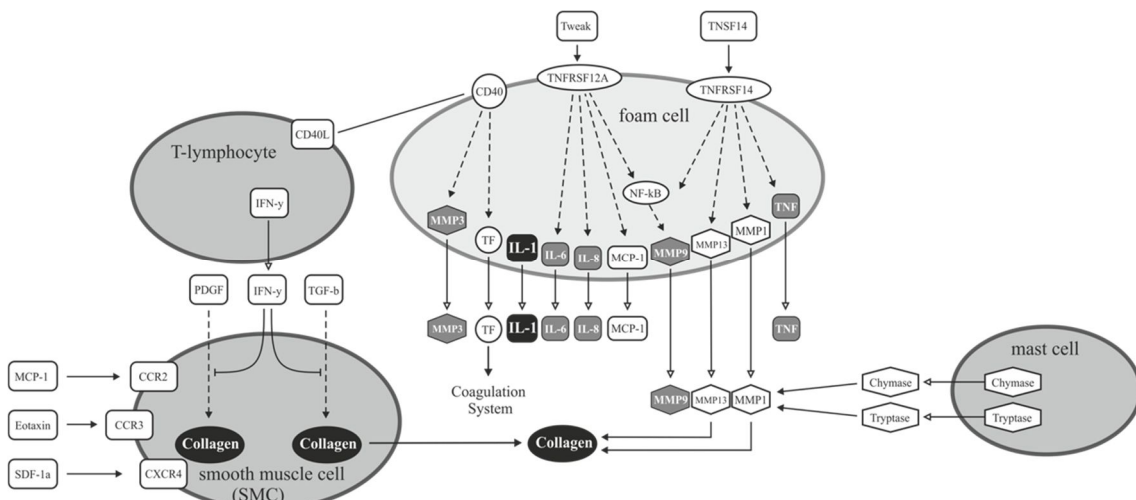 Tweak
TNSF14
TNFRSF12A
CD40
TNFRSF14
foam cell
CD40L
T-lymphocyte
NF-kB
IFN-y
TNF
MMP3
MMP1
TF
IL-1
IL-6
IL-8
MCP-1
MMP9
MMP13
PDGF
IFN-y
TGF-b
MMP3
TF
IL-1
IL-6
IL-8
MCP-1
TNF
mast cell
MCP-1
CCR2
Coagulation
System
MMP9
MMP13
MMP1
Chymase
Chymase
Tryptase
Tryptase
Eotaxin
CCR3
Collagen
Collagen
Collagen
SDF-1a
CXCR4
smooth muscle cell
(SMC)